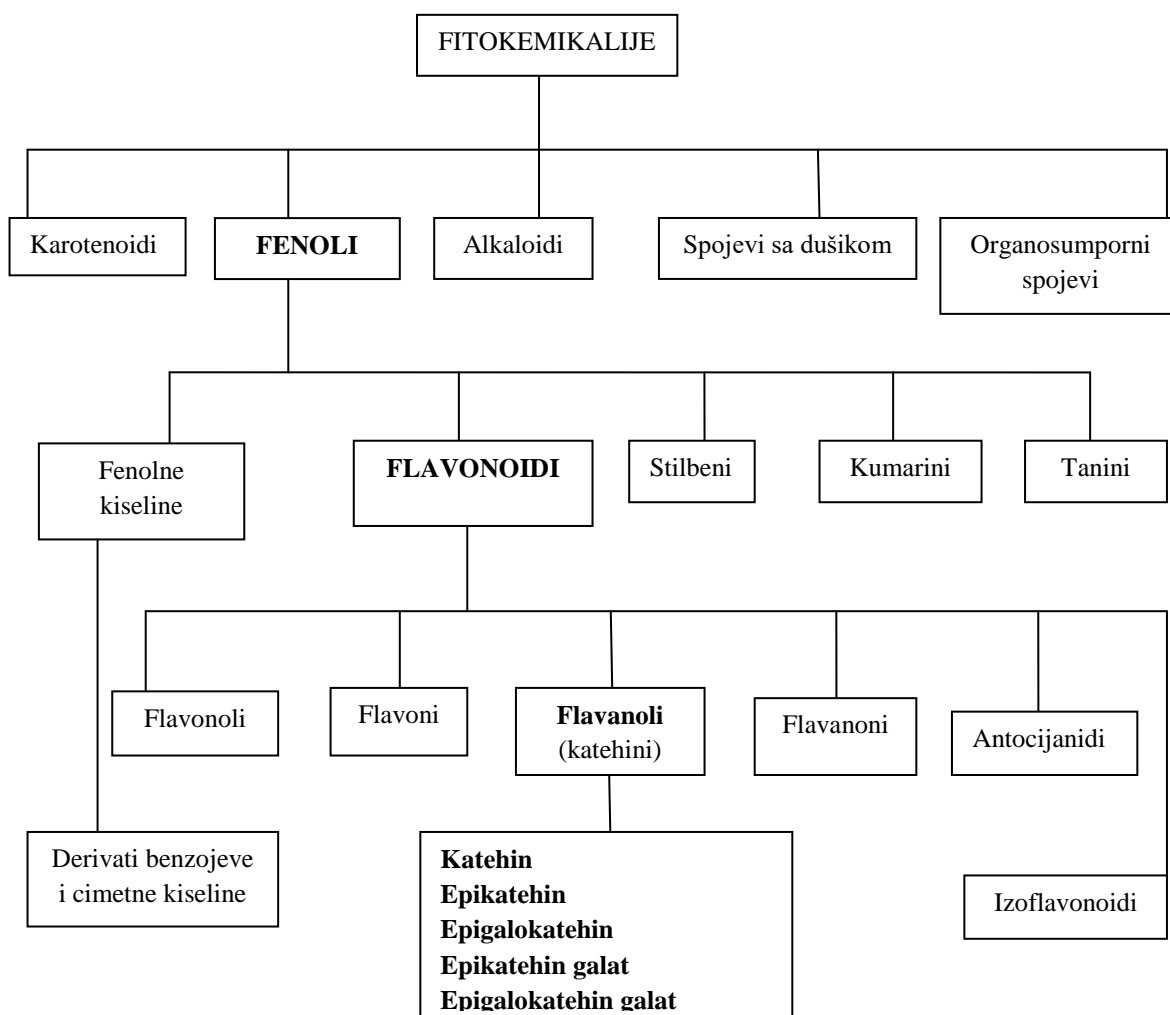 FITOKEMIKALIJE
Karotenoidi
FENOLI
Alkaloidi
Spojevi sa dušikom
Organosumporni
spojevi
Fenolne
kiseline
FLAVONOIDI
Stilbeni
Kumarini
Tanini
Flavonoli
Flavoni
Flavanoli
(katehini)
Flavanoni
Antocijanidi
Derivati benzojeve
i cimetne kiseline
Katehin
Epikatehin
Epigalokatehin
Epikatehin galat
Epigalokatehin galat
Izoflavonoidi